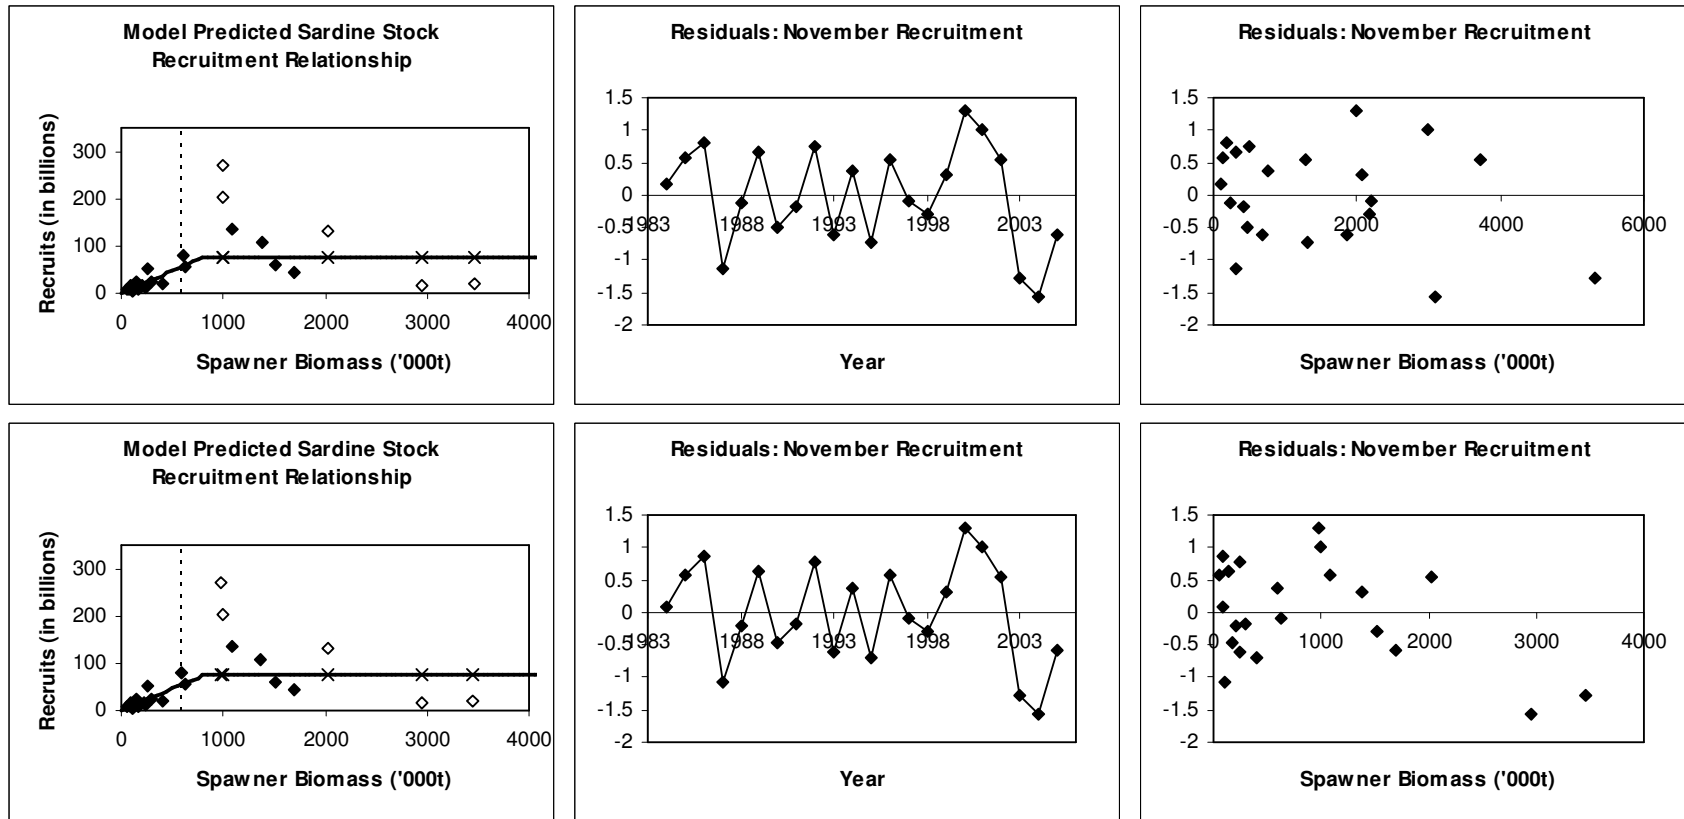 Model Predicted Sardine Stock
Recruitment Relationship
Recruits (in billions)
300
200
100
0
0 1000 2000 3000 4000
Spawner Biomass ('000t)
Residuals: November Recruitment
1.5
1
0.5
0
-0.5
-1
-1.5
-2
1983 1988 1993 1998 2003
Year
Residuals: November Recruitment
1.5
1
0.5
0
-0.5
-1
-1.5
-2
0 2000 4000 6000
Spawner Biomass ('000t)
Model Predicted Sardine Stock
Recruitment Relationship
Recruits (in billions)
300
200
100
0
0 1000 2000 3000 4000
Spawner Biomass ('000t)
Residuals: November Recruitment
1.5
1
0.5
0
-0.5
-1
-1.5
-2
1983 1988 1993 1998 2003
Year
Residuals: November Recruitment
1.5
1
0.5
0
-0.5
-1
-1.5
-2
0 1000 2000 3000 4000
Spawner Biomass ('000t)